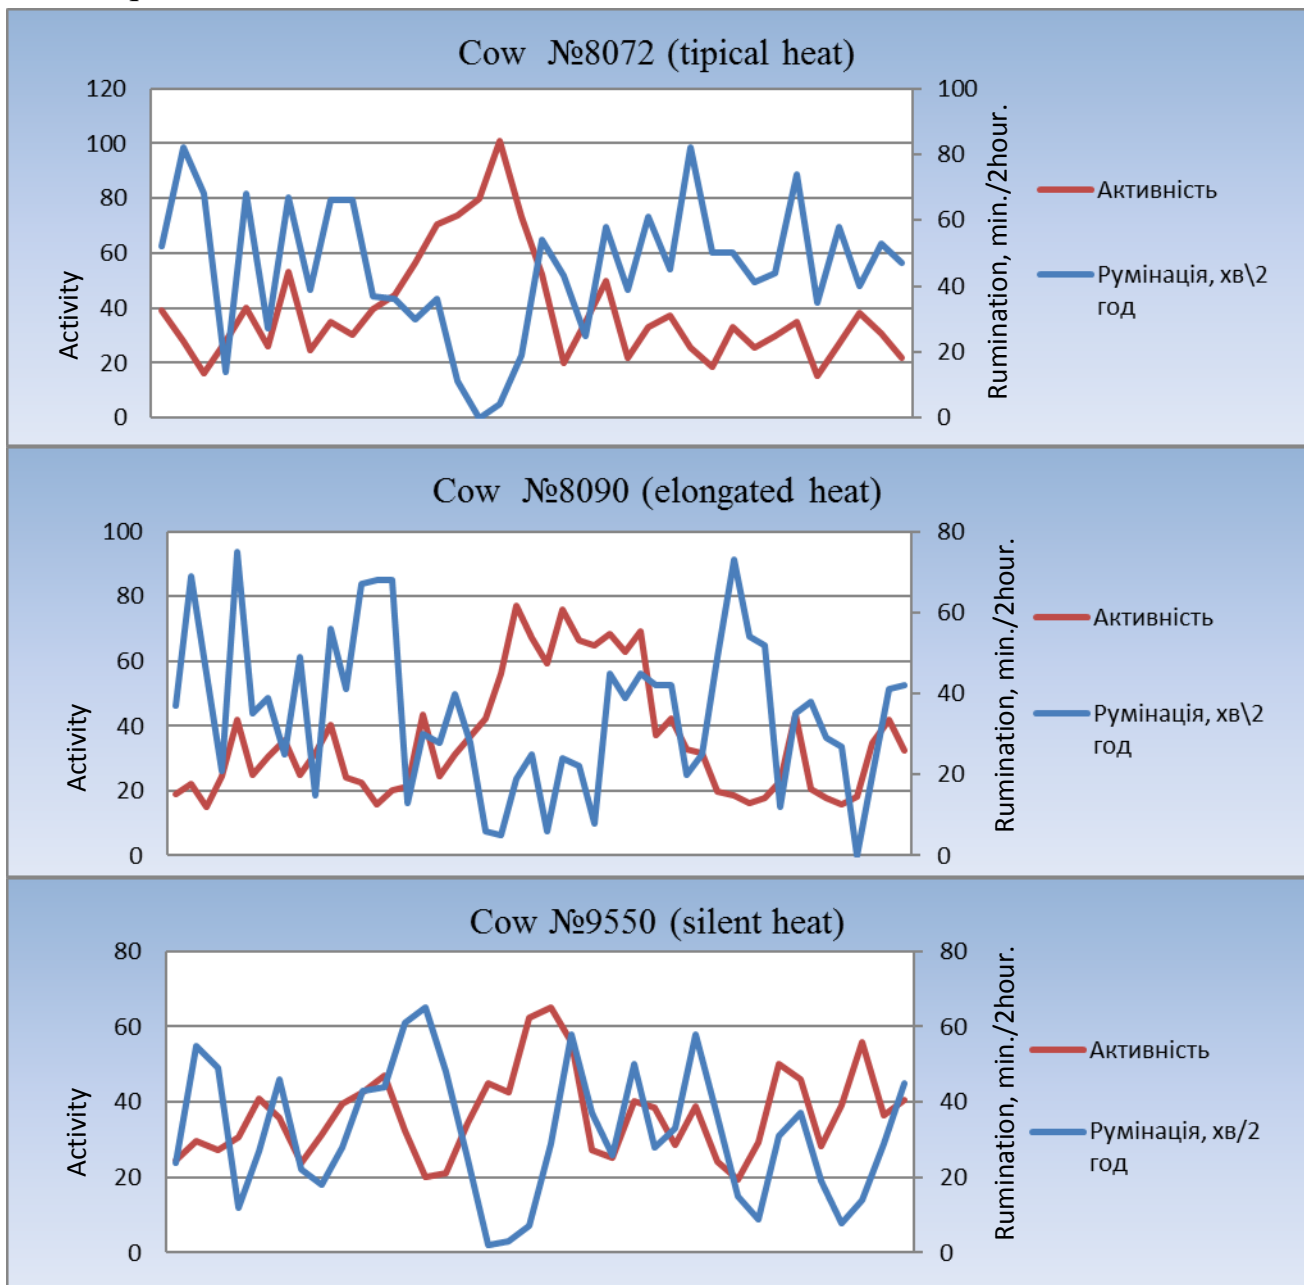 Cow №8072 (tipical heat)
120
100
80
60
40
20
0
Activity
100
80
60
40
20
0
Rumination, min./2hour.
Активність
Румінація, хв\2
год
Cow №8090 (elongated heat)
100
80
60
40
20
0
Activity
80
60
40
20
0
Rumination, min./2hour.
Активність
Румінація, хв\2
год
Cow №9550 (silent heat)
80
60
40
20
0
Activity
80
60
40
20
0
Rumination, min./2hour.
Активність
Румінація, хв/2
год